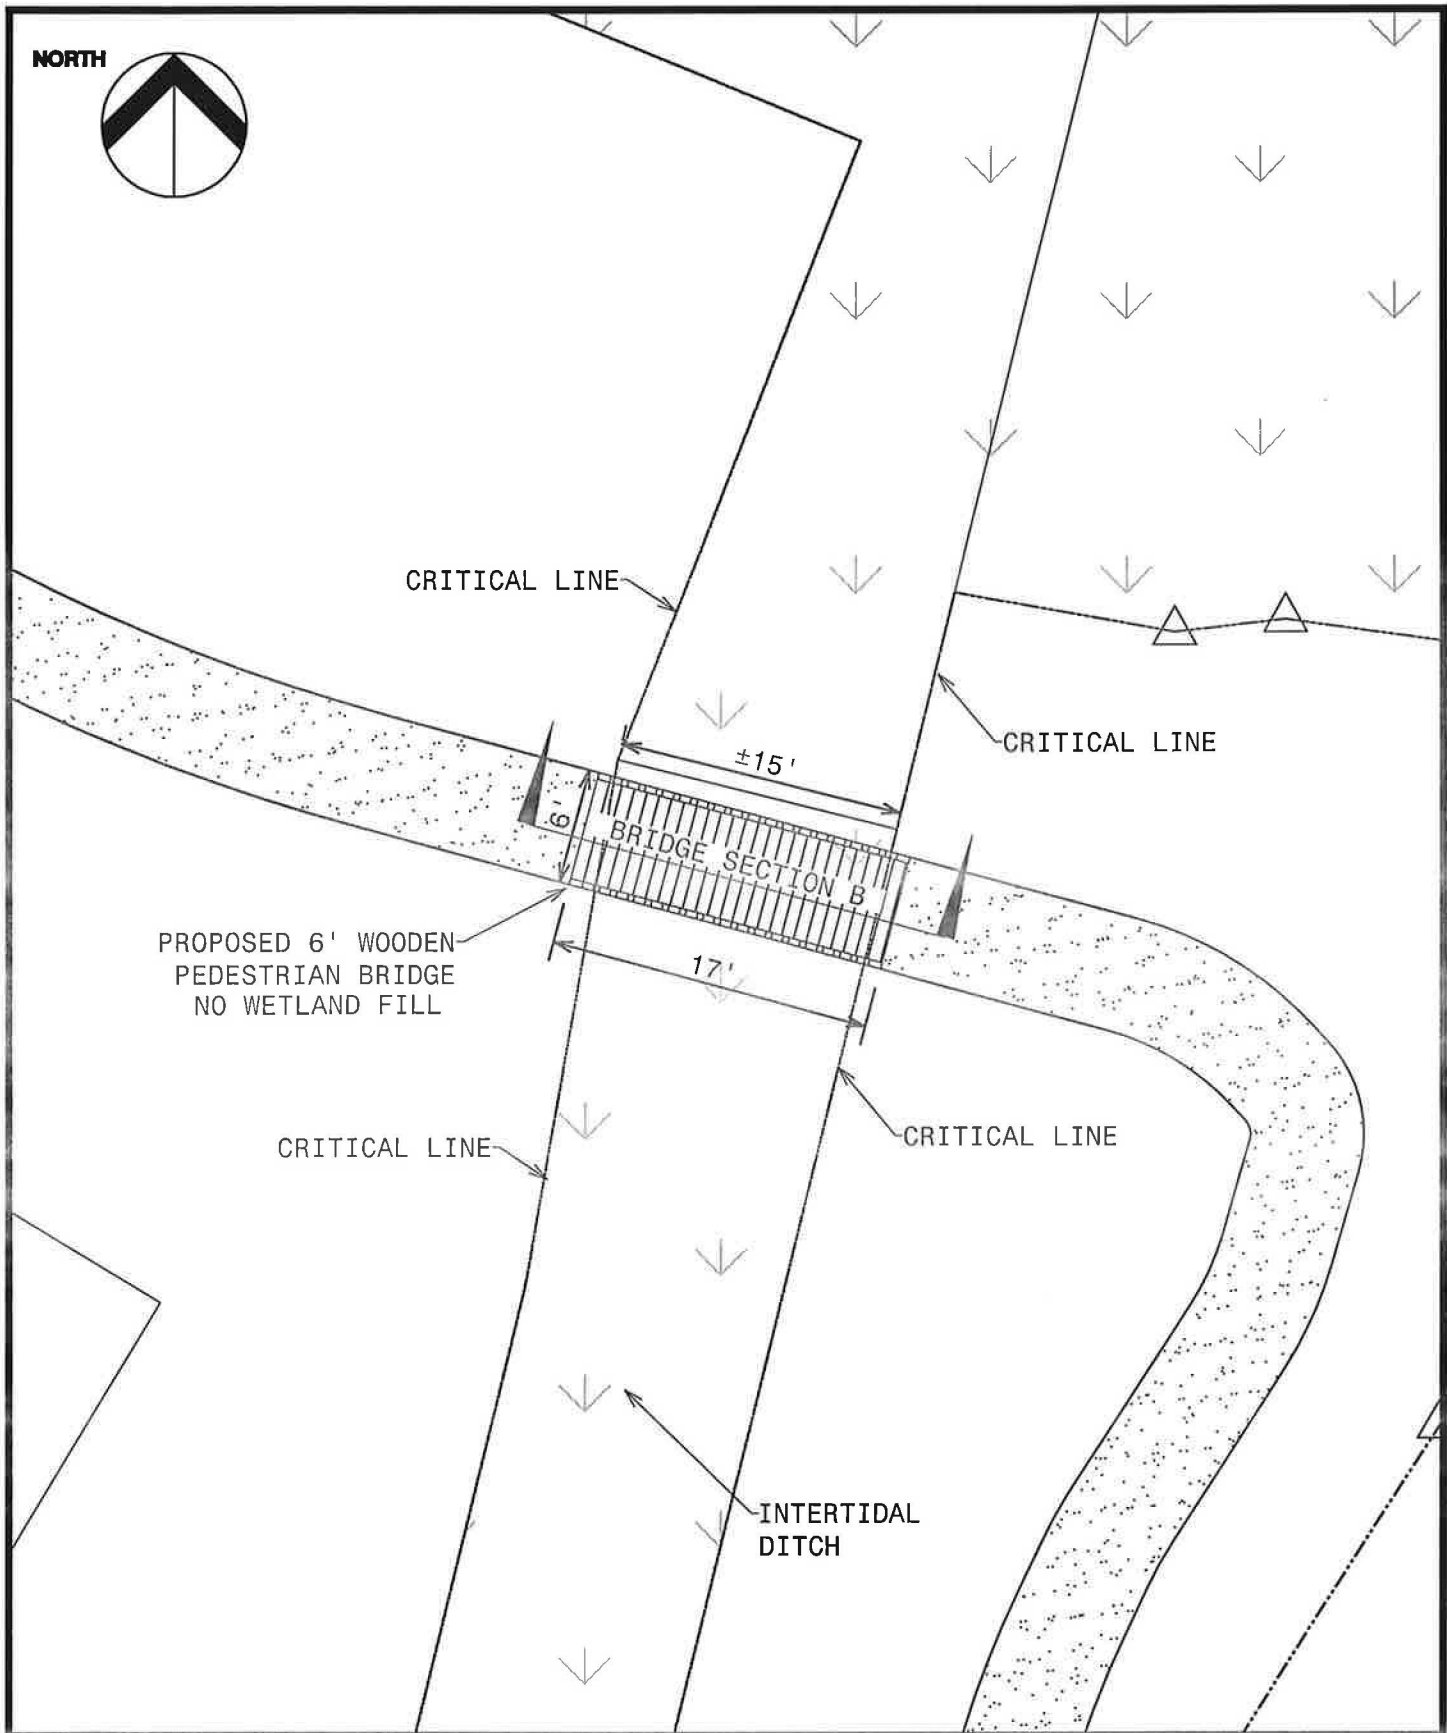 NORTH
CRITICAL LINE
CRITICAL LINE
±15'
6'
BRIDGE SECTION B
PROPOSED 6' WOODEN
PEDESTRIAN BRIDGE
NO WETLAND FILL
17'
CRITICAL LINE
CRITICAL LINE
INTERTIDAL
DITCH